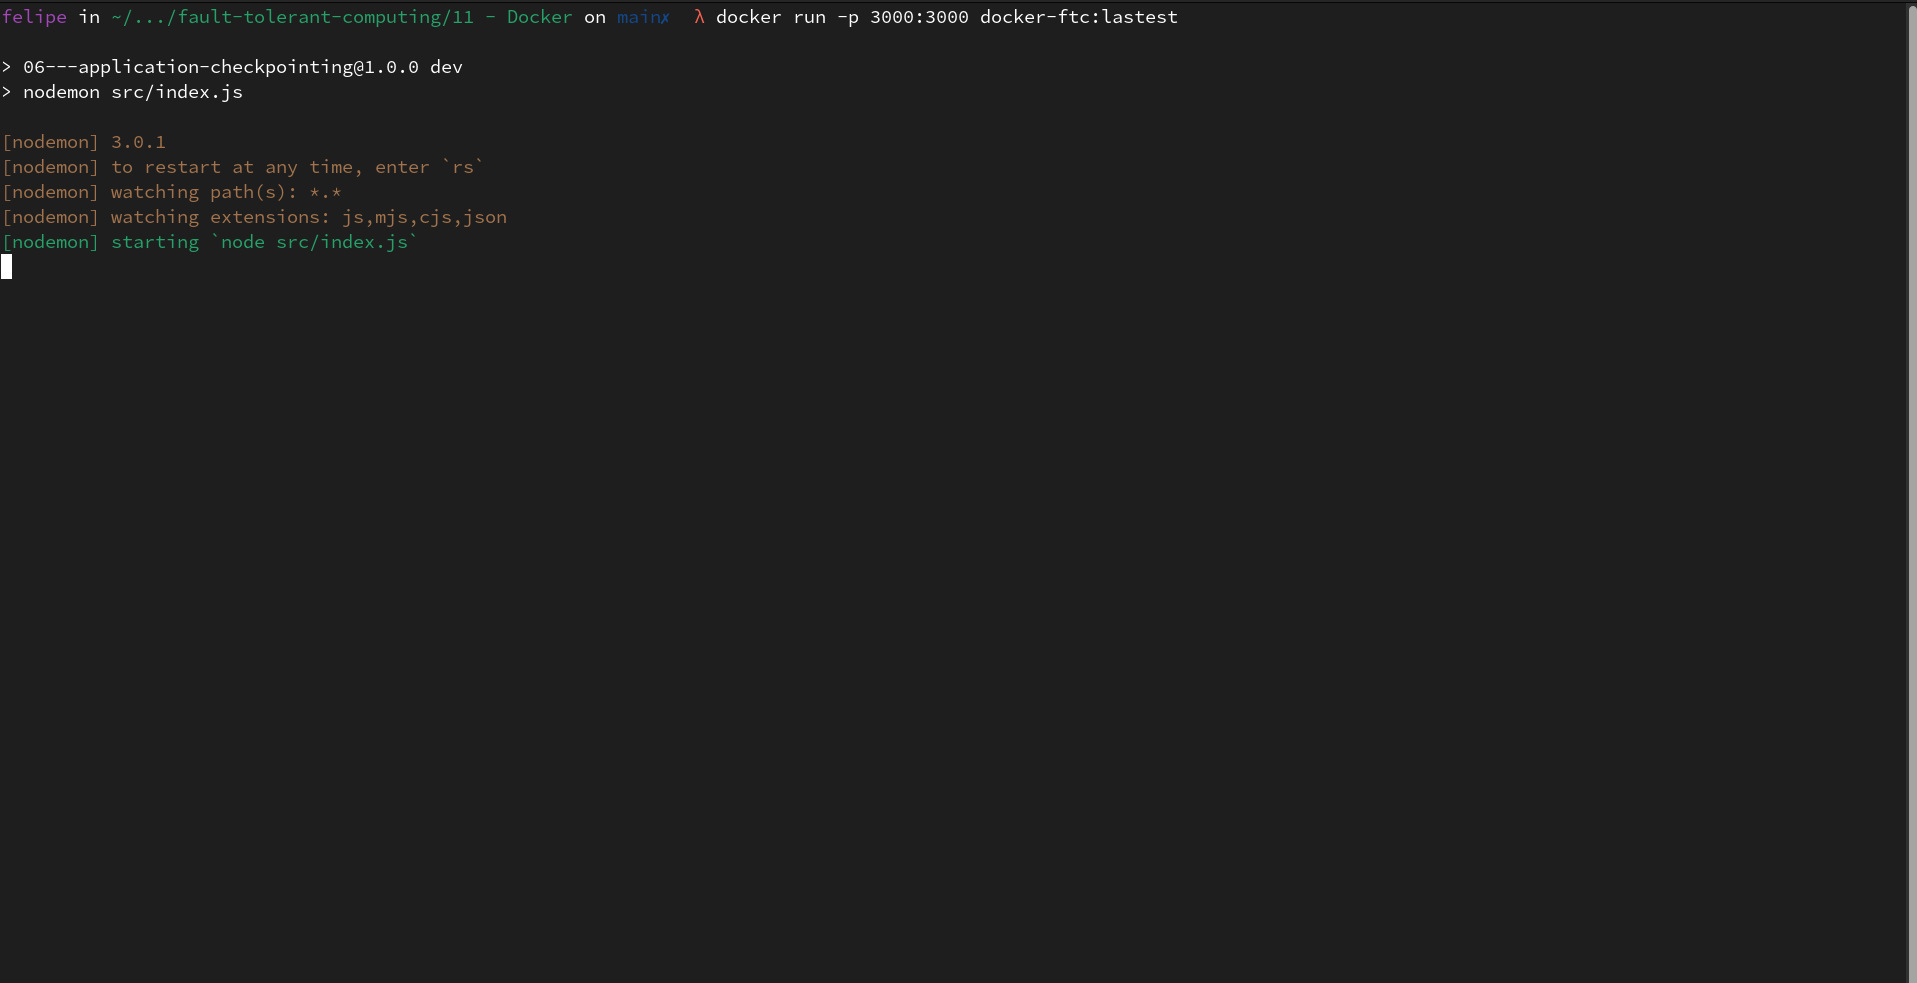 felipe in ~/.../fault-tolerant-computing/11 - Docker on main✗ λ docker run -p 3000:3000 docker-ftc:lastest
> 06---application-checkpointing@1.0.0 dev
> nodemon src/index.js
[nodemon] 3.0.1
[nodemon] to restart at any time, enter `rs`
[nodemon] watching path(s): *.*
[nodemon] watching extensions: js,mjs,cjs,json
[nodemon] starting `node src/index.js`